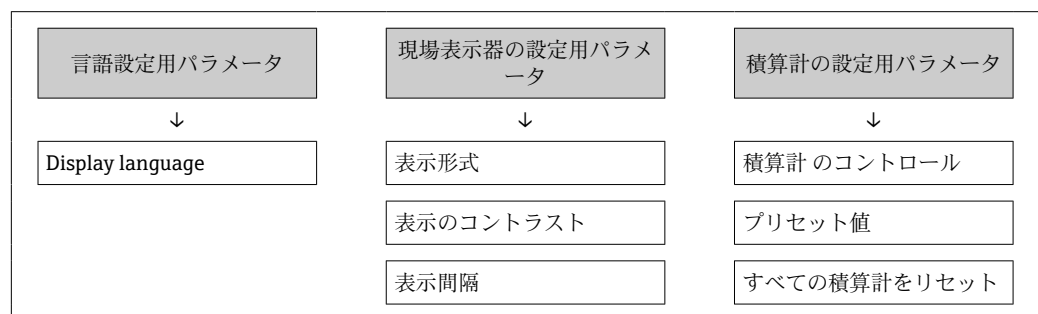 言語設定用パラメータ
↓
Display language
現場表示器の設定用パラメ
ータ
↓
表示形式
表示のコントラスト
表示間隔
積算計の設定用パラメータ
↓
積算計 のコントロール
プリセット値
すべての積算計をリセット